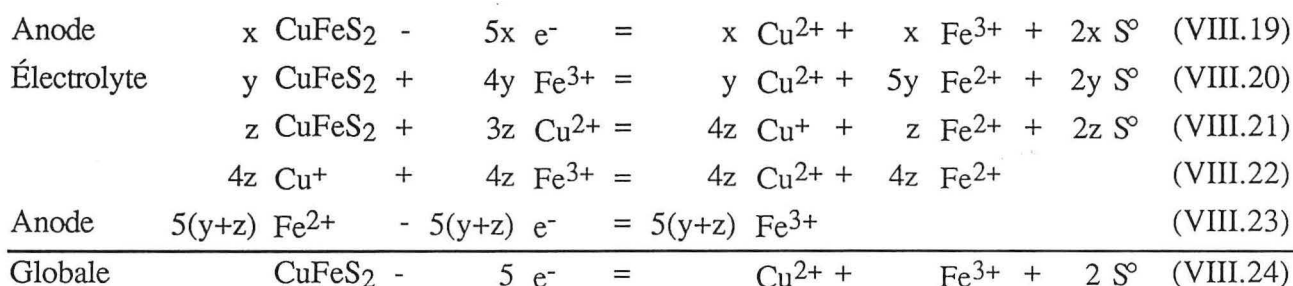 Anode x CuFeS₂ - 5x e⁻ = x Cu²⁺ + x Fe³⁺ + 2x S° (VIII.19)
Électrolyte y CuFeS₂ + 4y Fe³⁺ = y Cu²⁺ + 5y Fe²⁺ + 2y S° (VIII.20)
z CuFeS₂ + 3z Cu²⁺ = 4z Cu⁺ + z Fe²⁺ + 2z S° (VIII.21)
4z Cu⁺ + 4z Fe³⁺ = 4z Cu²⁺ + 4z Fe²⁺ (VIII.22)
Anode 5(y+z) Fe²⁺ - 5(y+z) e⁻ = 5(y+z) Fe³⁺ (VIII.23)
Globale CuFeS₂ - 5 e⁻ = Cu²⁺ + Fe³⁺ + 2 S° (VIII.24)